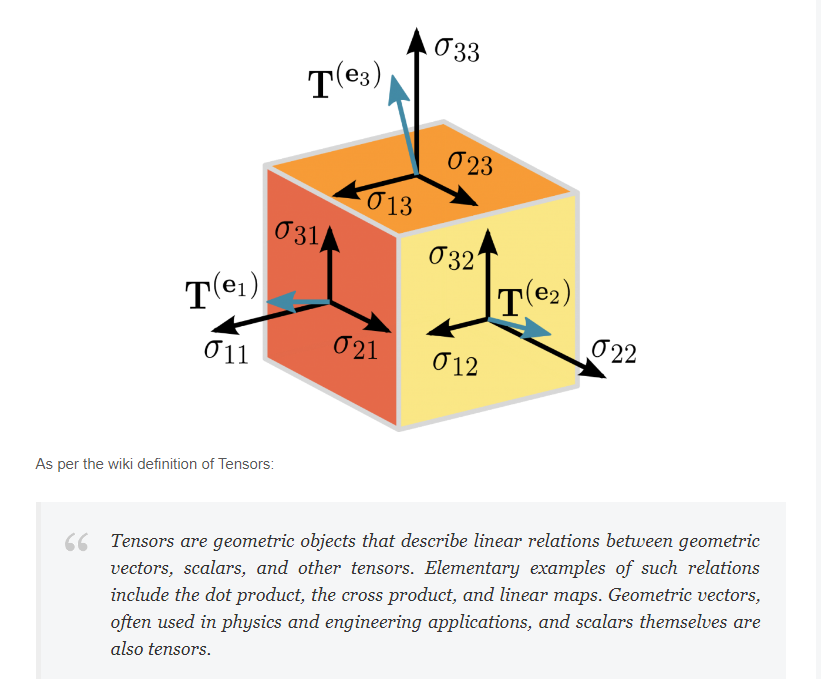 σ33
T(e3)
σ23
σ13
σ31
σ32
T(e1)
T(e2)
σ11
σ21
σ12
σ22
As per the wiki definition of Tensors:
“ Tensors are geometric objects that describe linear relations between geometric
vectors, scalars, and other tensors. Elementary examples of such relations
include the dot product, the cross product, and linear maps. Geometric vectors,
often used in physics and engineering applications, and scalars themselves are
also tensors.